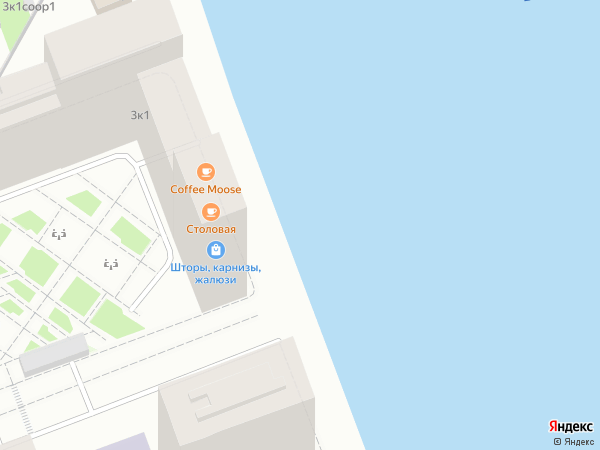 3к1соор1
3к1
Coffee Moose
Столовая
Шторы, карнизы,
жалюзи
Яндекс
© Яндекс